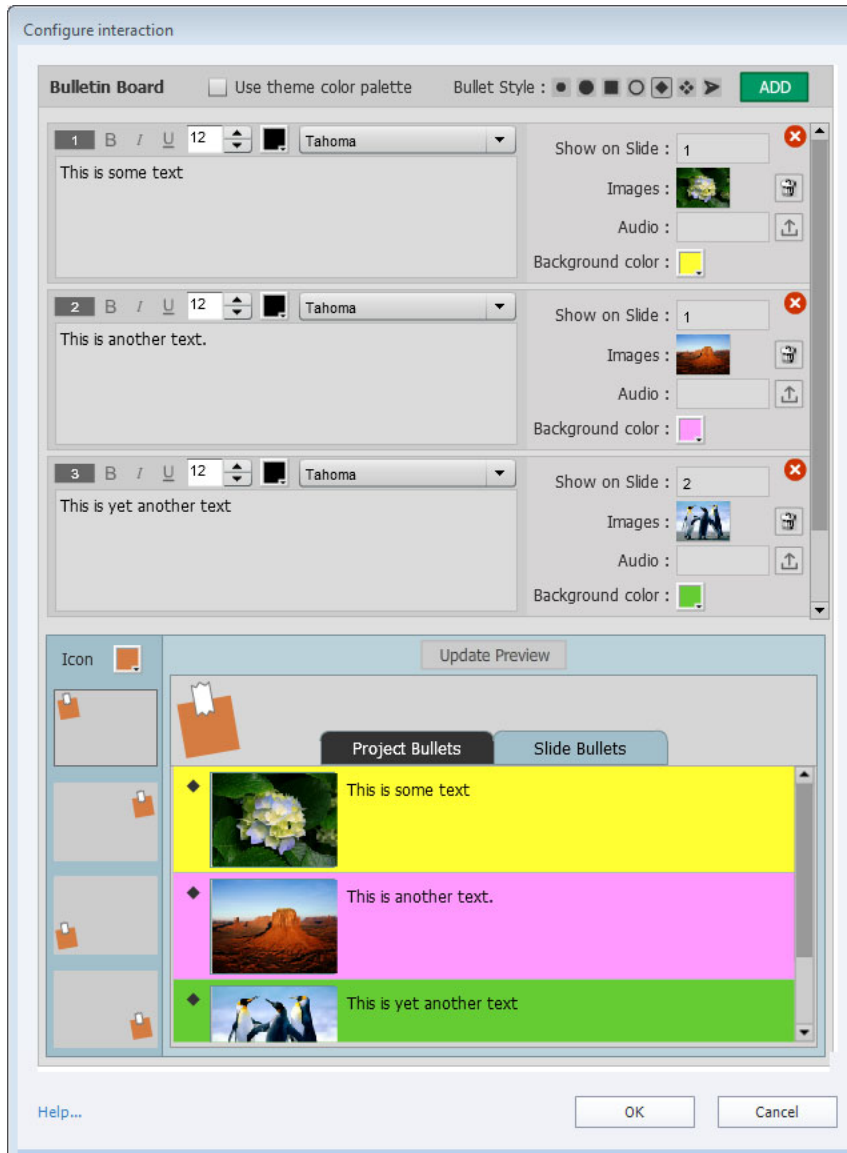 Configure interaction
Bulletin Board Use theme color palette Bullet Style : ADD
1 B I U 12 Tahoma
This is some text
Show on Slide : 1
Images :
Audio :
Background color :
2 B I U 12 Tahoma
This is another text.
Show on Slide : 1
Images :
Audio :
Background color :
3 B I U 12 Tahoma
This is yet another text
Show on Slide : 2
Images :
Audio :
Background color :
Icon
Update Preview
Project Bullets Slide Bullets
This is some text
This is another text.
This is yet another text
Help... OK Cancel